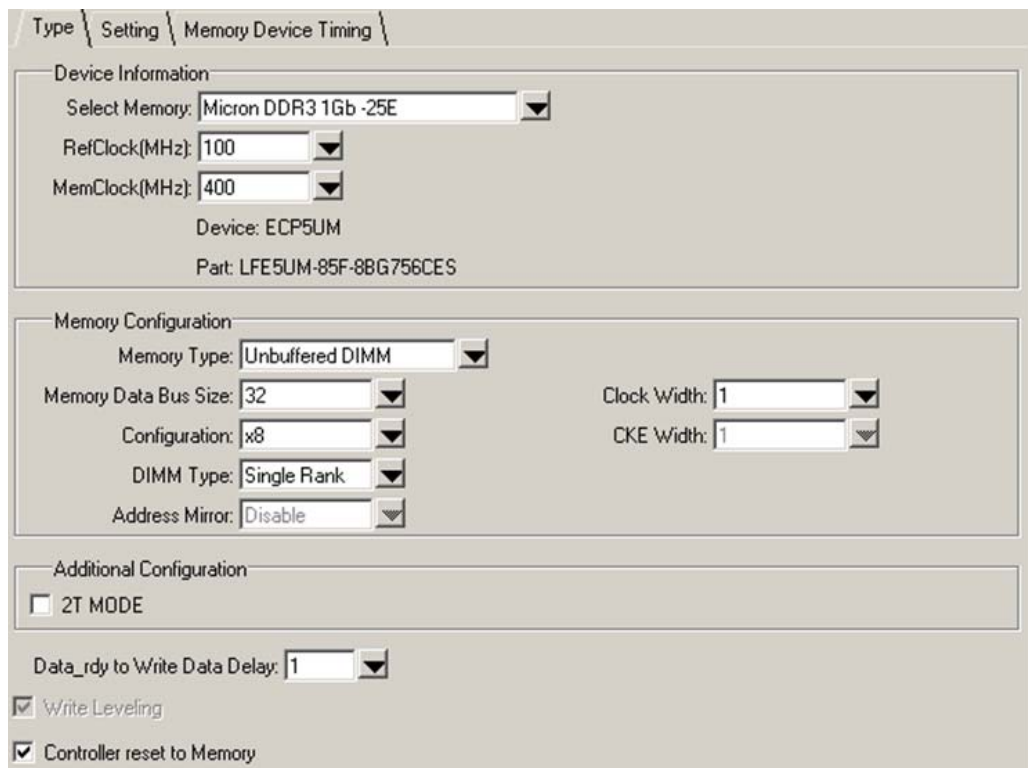 Type Setting Memory Device Timing
Device Information
Select Memory: Micron DDR3 1Gb -25E
RefClock(MHz): 100
MemClock(MHz): 400
Device: ECP5UM
Part: LFE5UM-85F-8BG756CES
Memory Configuration
Memory Type: Unbuffered DIMM
Memory Data Bus Size: 32 Clock Width: 1
Configuration: x8 CKE Width: 1
DIMM Type: Single Rank
Address Mirror: Disable
Additional Configuration
2T MODE
Data_rdy to Write Data Delay: 1
Write Leveling
Controller reset to Memory